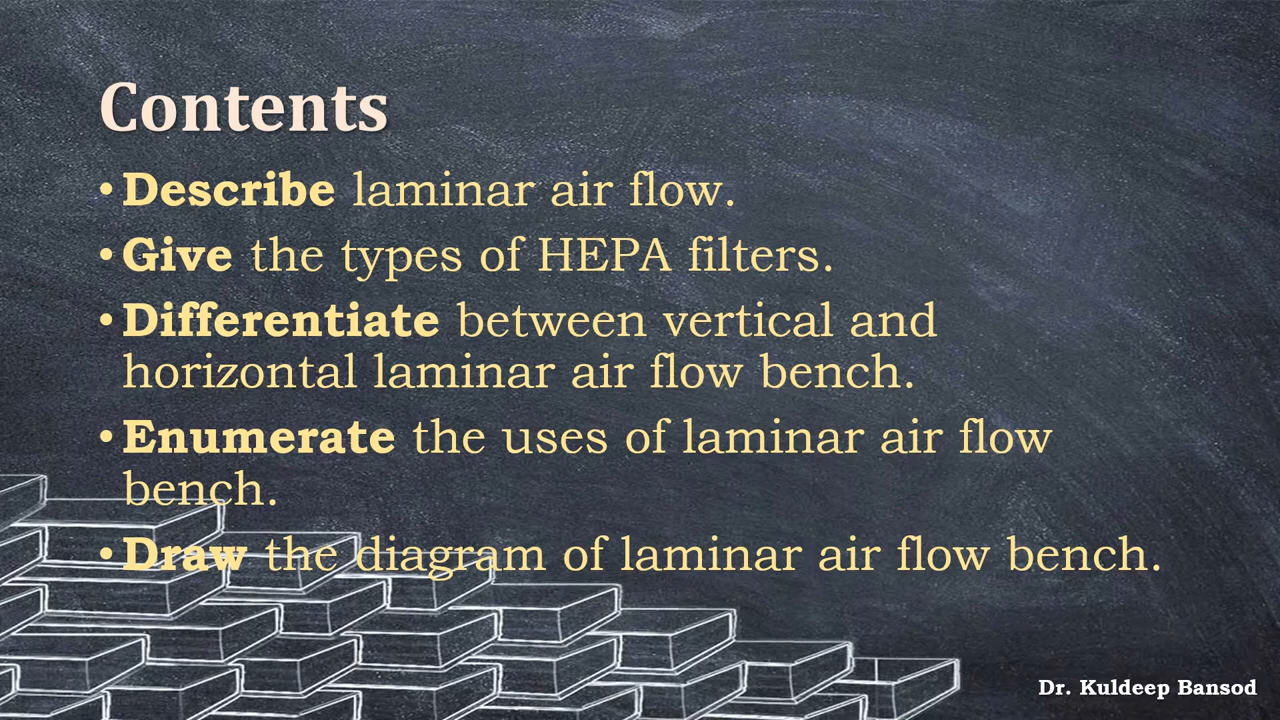 Contents
• Describe laminar air flow.
• Give the types of HEPA filters.
• Differentiate between vertical and
horizontal laminar air flow bench.
• Enumerate the uses of laminar air flow
bench.
• Draw the diagram of laminar air flow bench.
Dr. Kuldeep Bansod